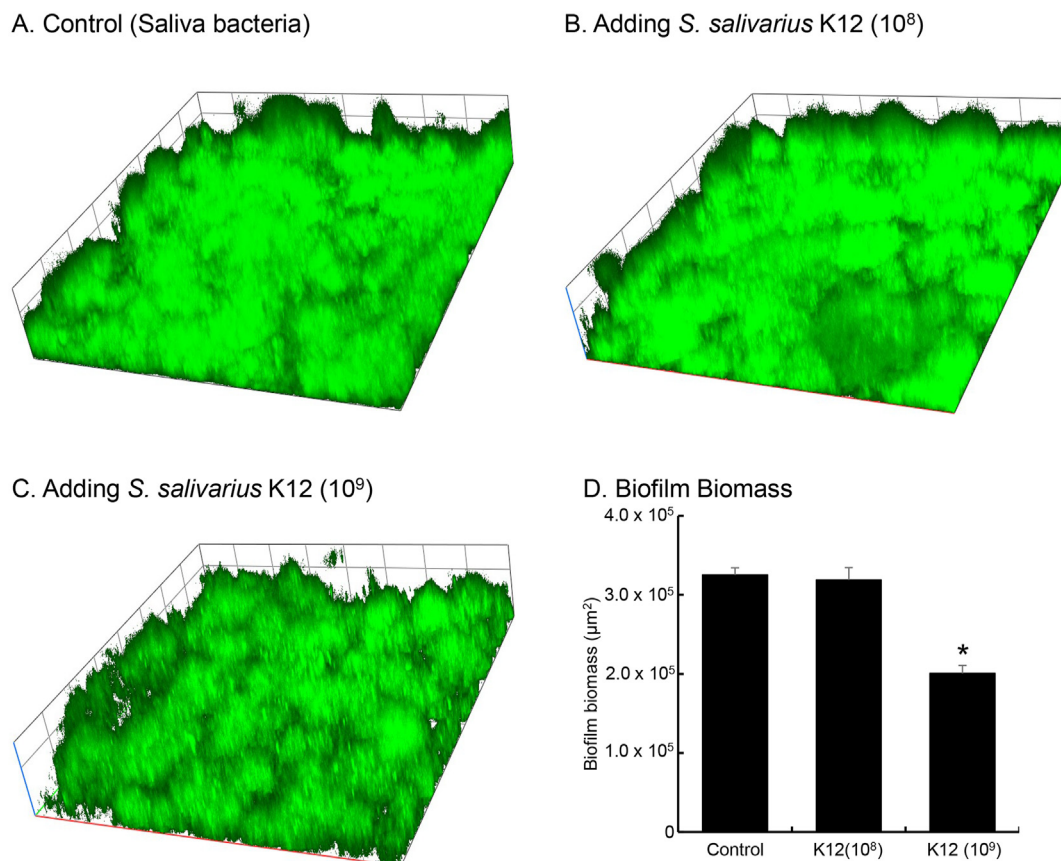 A. Control (Saliva bacteria)
B. Adding S. salivarius K12 (10⁸)
C. Adding S. salivarius K12 (10⁹)
D. Biofilm Biomass
4.0 x 10⁵
3.0 x 10⁵
2.0 x 10⁵
1.0 x 10⁵
0
Biofilm biomass (μm²)
*
Control
K12(10⁸)
K12 (10⁹)